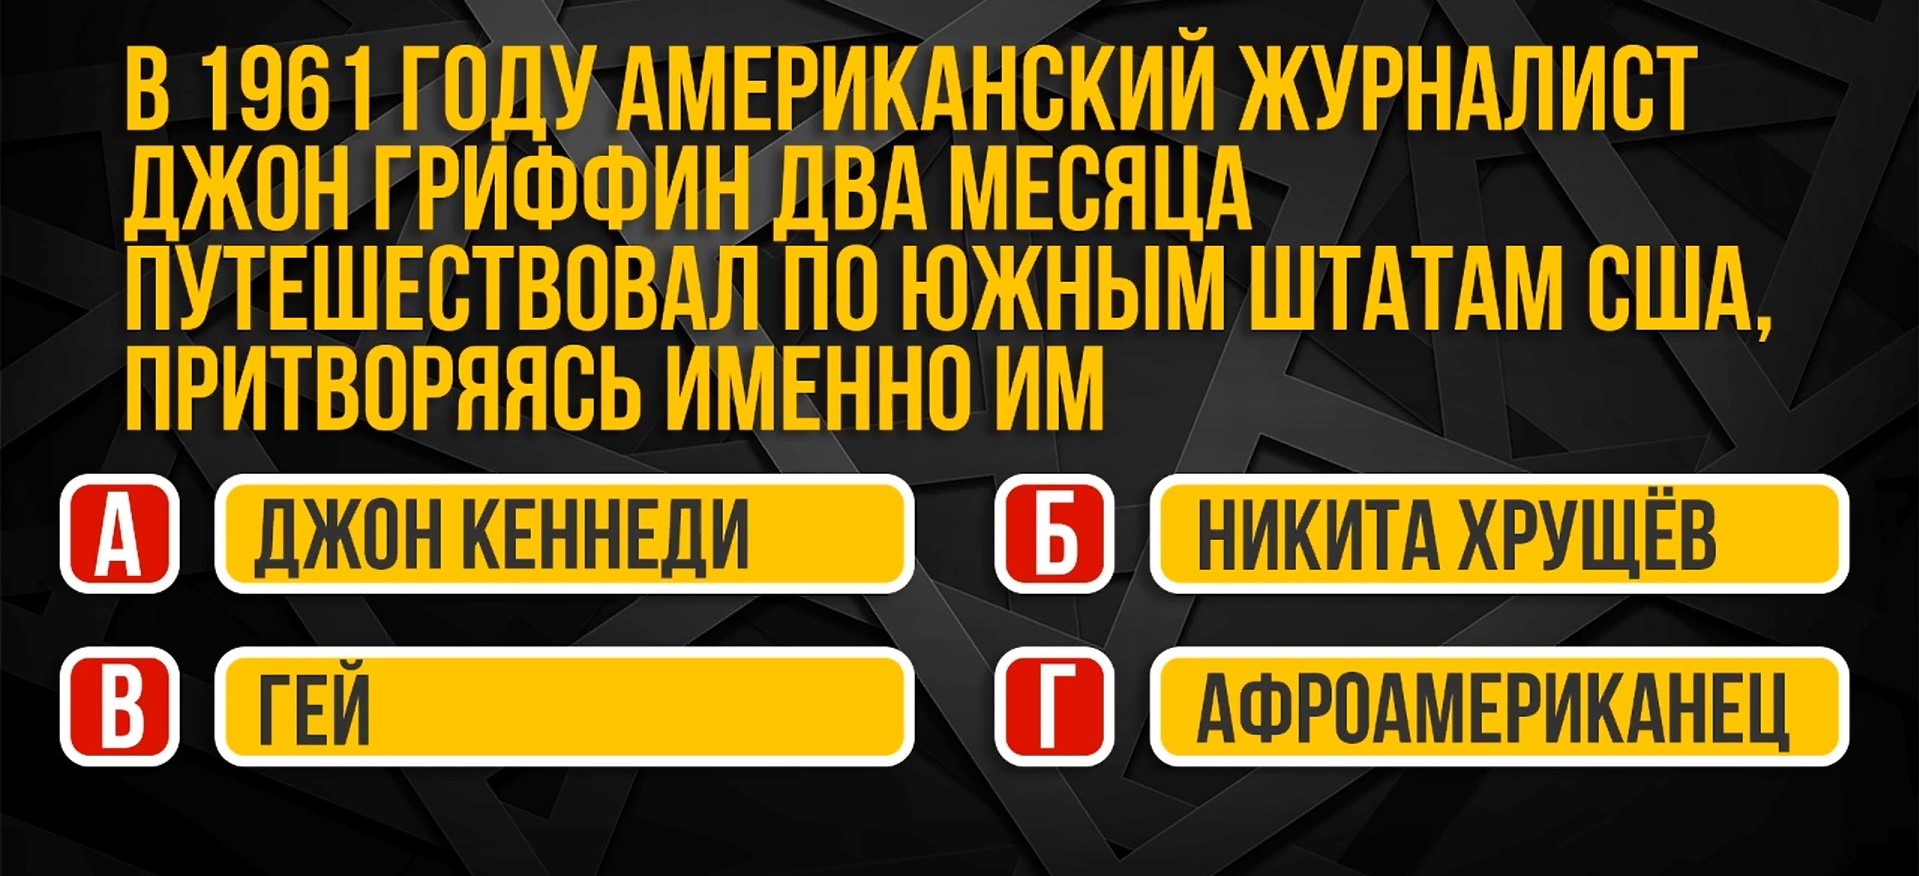 В 1961 ГОДУ АМЕРИКАНСКИЙ ЖУРНАЛИСТ
ДЖОН ГРИФФИН ДВА МЕСЯЦА
ПУТЕШЕСТВОВАЛ ПО ЮЖНЫМ ШТАТАМ США,
ПРИТВОРЯЯСЬ ИМЕННО ИМ
А ДЖОН КЕННЕДИ
Б НИКИТА ХРУЩЁВ
В ГЕЙ
Г АФРОАМЕРИКАНЕЦ